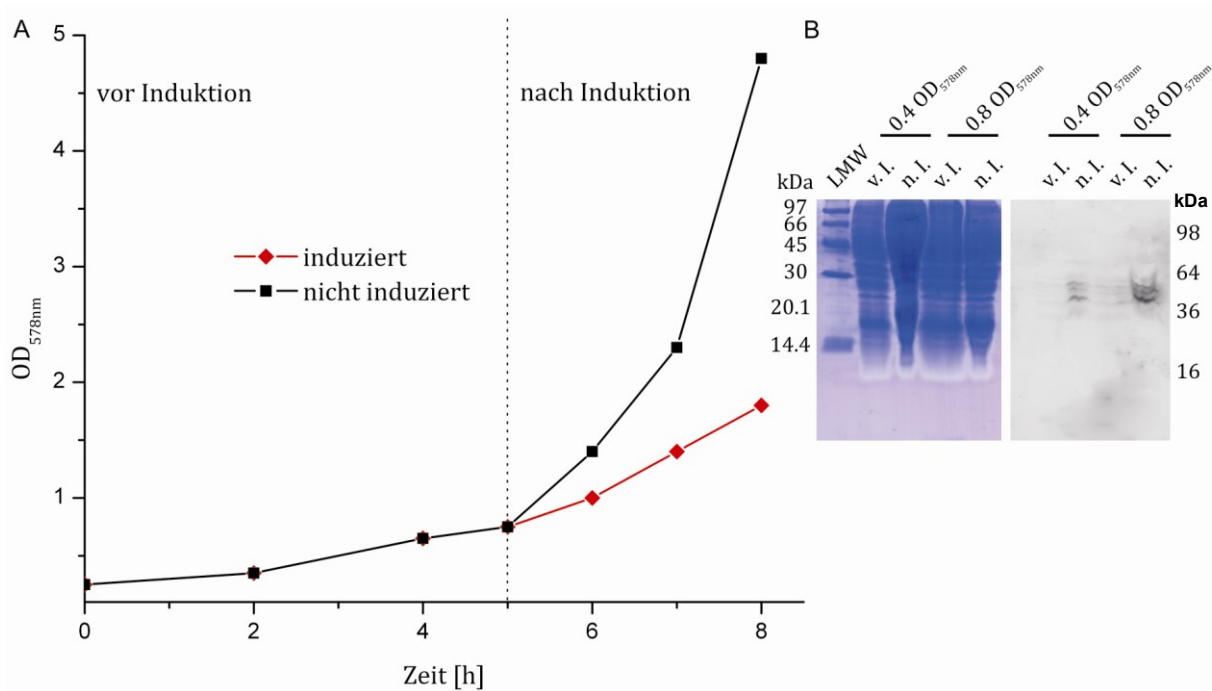 A
5
4
3
2
1
OD578nm
vor Induktion
nach Induktion
induziert
nicht induziert
0
2
4
6
8
Zeit [h]
B
0.4 OD578nm
0.8 OD578nm
0.4 OD578nm
0.8 OD578nm
kDa
LMW
v. I.
n. I.
v. I.
n. I.
v. I.
n. I.
v. I.
n. I.
kDa
97
66
45
30
20.1
14.4
98
64
36
16